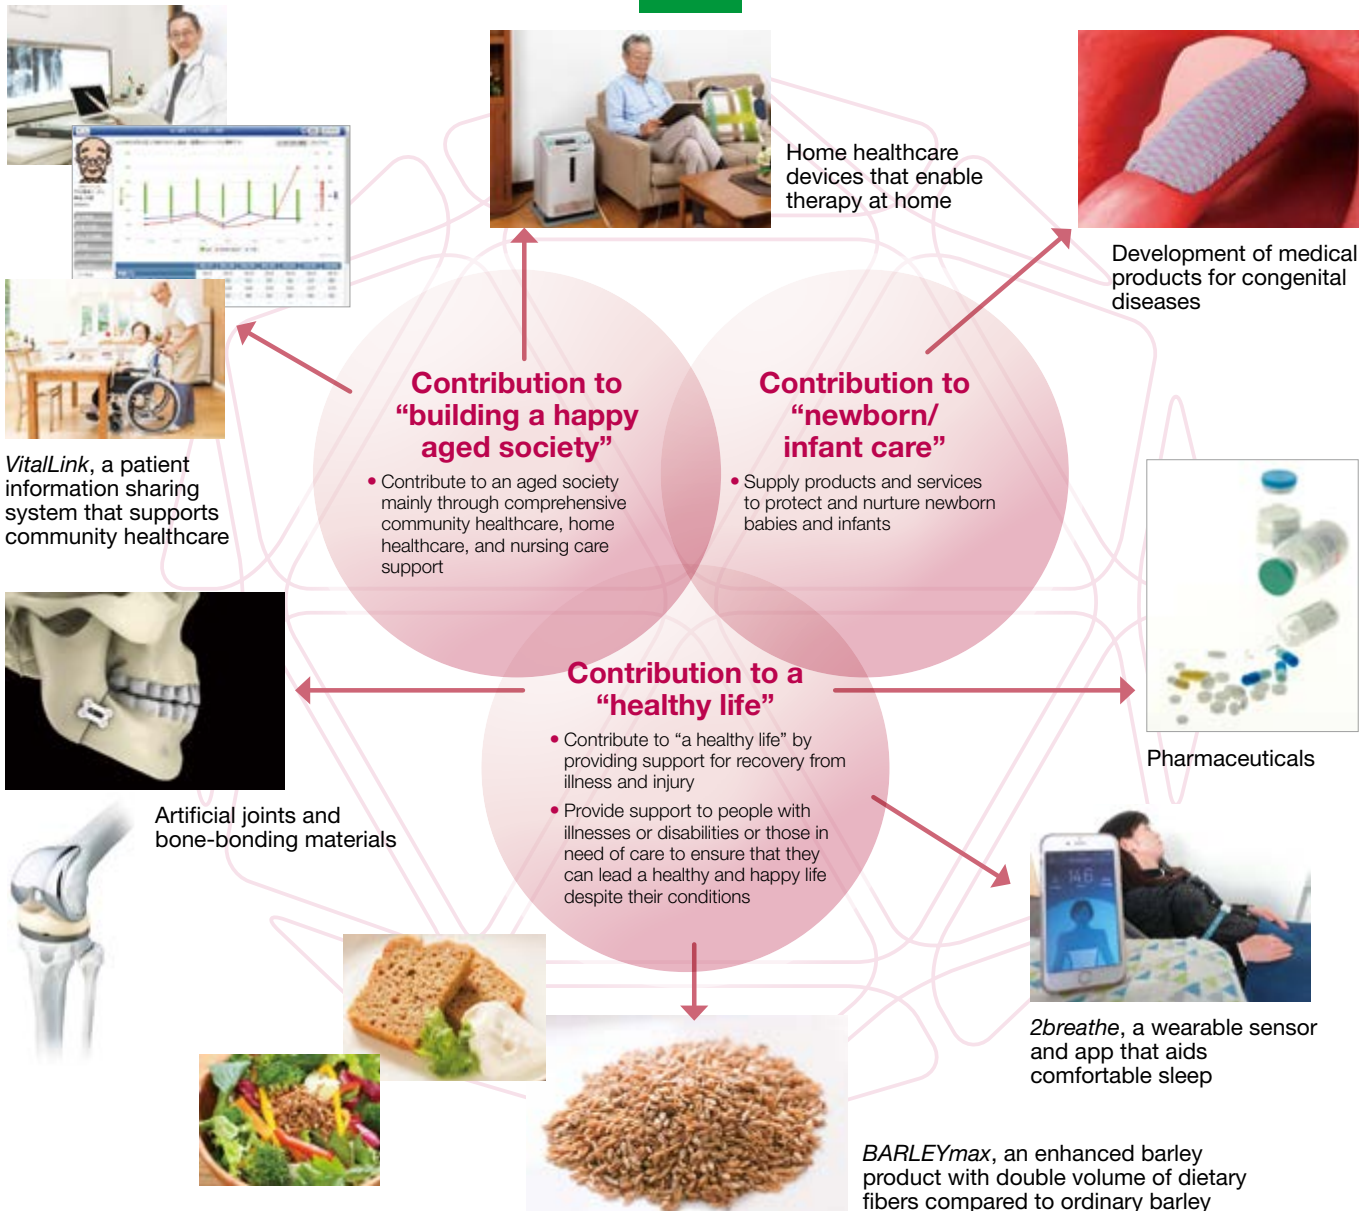 Home healthcare
devices that enable
therapy at home
Development of medical
products for congenital
diseases
Contribution to
“building a happy
aged society”
• Contribute to an aged society
mainly through comprehensive
community healthcare, home
healthcare, and nursing care
support
Contribution to
“newborn/
infant care”
• Supply products and services
to protect and nurture newborn
babies and infants
VitalLink, a patient
information sharing
system that supports
community healthcare
Contribution to a
“healthy life”
• Contribute to “a healthy life” by
providing support for recovery from
illness and injury
• Provide support to people with
illnesses or disabilities or those in
need of care to ensure that they
can lead a healthy and happy life
despite their conditions
Pharmaceuticals
Artificial joints and
bone-bonding materials
2breathe, a wearable sensor
and app that aids
comfortable sleep
BARLEYmax, an enhanced barley
product with double volume of dietary
fibers compared to ordinary barley